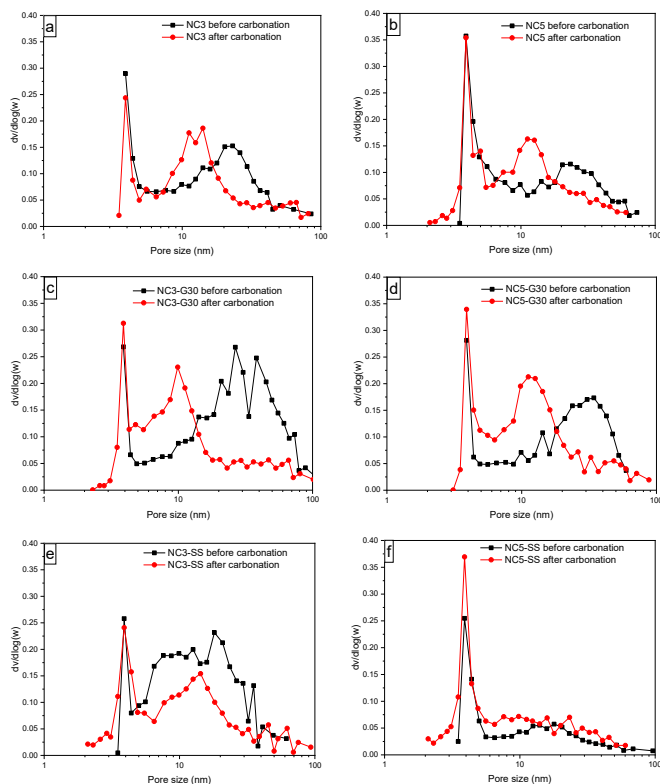 a
NC3 before carbonation
NC3 after carbonation
0.40
0.35
0.30
0.25
0.20
0.15
0.10
0.05
0.00
dv/dlog(w)
1
10
100
Pore size (nm)
b
NC5 before carbonation
NC5 after carbonation
0.40
0.35
0.30
0.25
0.20
0.15
0.10
0.05
0.00
dv/dlog(w)
1
10
100
Pore size (nm)
c
NC3-G30 before carbonation
NC3-G30 after carbonation
0.40
0.35
0.30
0.25
0.20
0.15
0.10
0.05
0.00
dv/dlog(w)
1
10
100
Pore size (nm)
d
NC5-G30 before carbonation
NC5-G30 after carbonation
0.40
0.35
0.30
0.25
0.20
0.15
0.10
0.05
0.00
dv/dlog(w)
1
10
100
Pore size (nm)
e
NC3-SS before carbonation
NC3-SS after carbonation
0.40
0.35
0.30
0.25
0.20
0.15
0.10
0.05
0.00
dv/dlog(w)
1
10
100
Pore size (nm)
f
NC5-SS before carbonation
NC5-SS after carbonation
0.40
0.35
0.30
0.25
0.20
0.15
0.10
0.05
0.00
dv/dlog(w)
1
10
100
Pore size (nm)